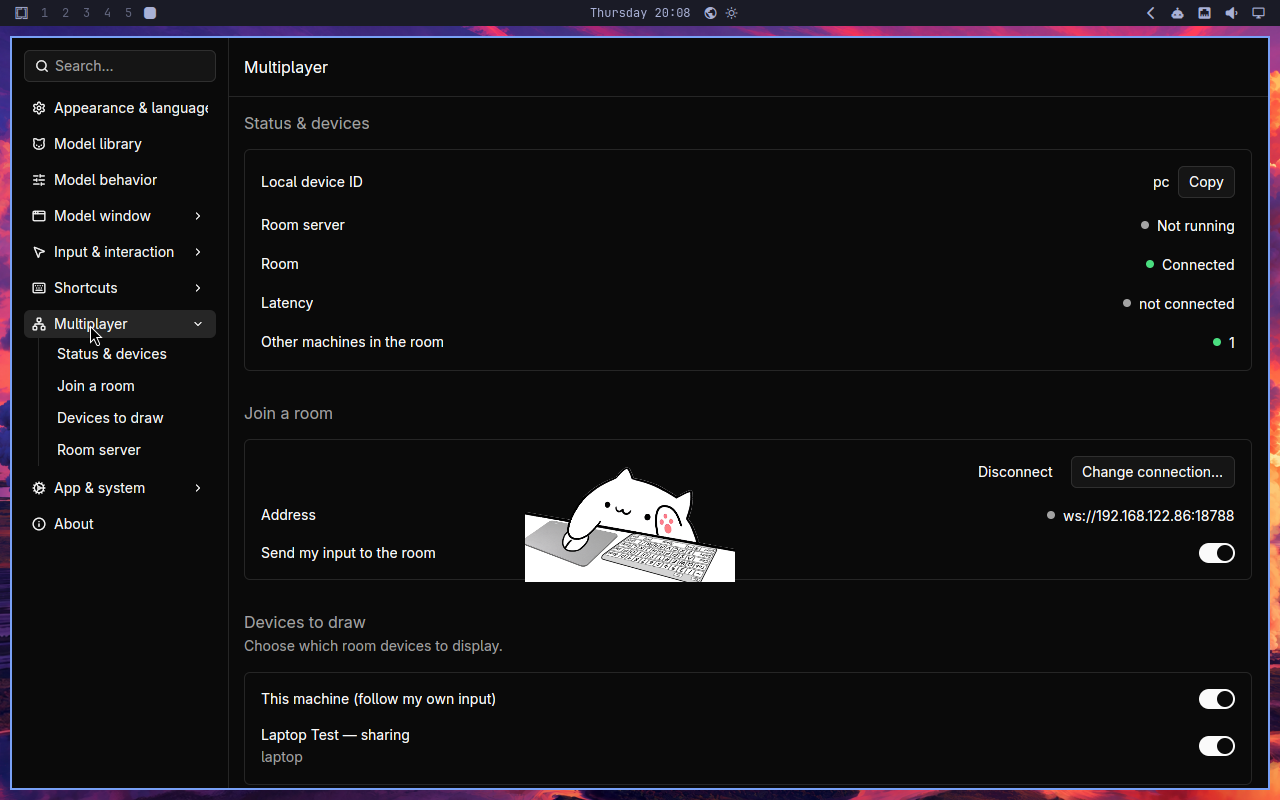 1 2 3 4 5
Thursday 20:08
Search...
Appearance & language
Model library
Model behavior
Model window
Input & interaction
Shortcuts
Multiplayer
Status & devices
Join a room
Devices to draw
Room server
App & system
About
Multiplayer
Status & devices
Local device ID
pc
Copy
Room server
Not running
Room
Connected
Latency
not connected
Other machines in the room
1
Join a room
Disconnect
Change connection...
Address
ws://192.168.122.86:18788
Send my input to the room
Devices to draw
Choose which room devices to display.
This machine (follow my own input)
Laptop Test — sharing
laptop